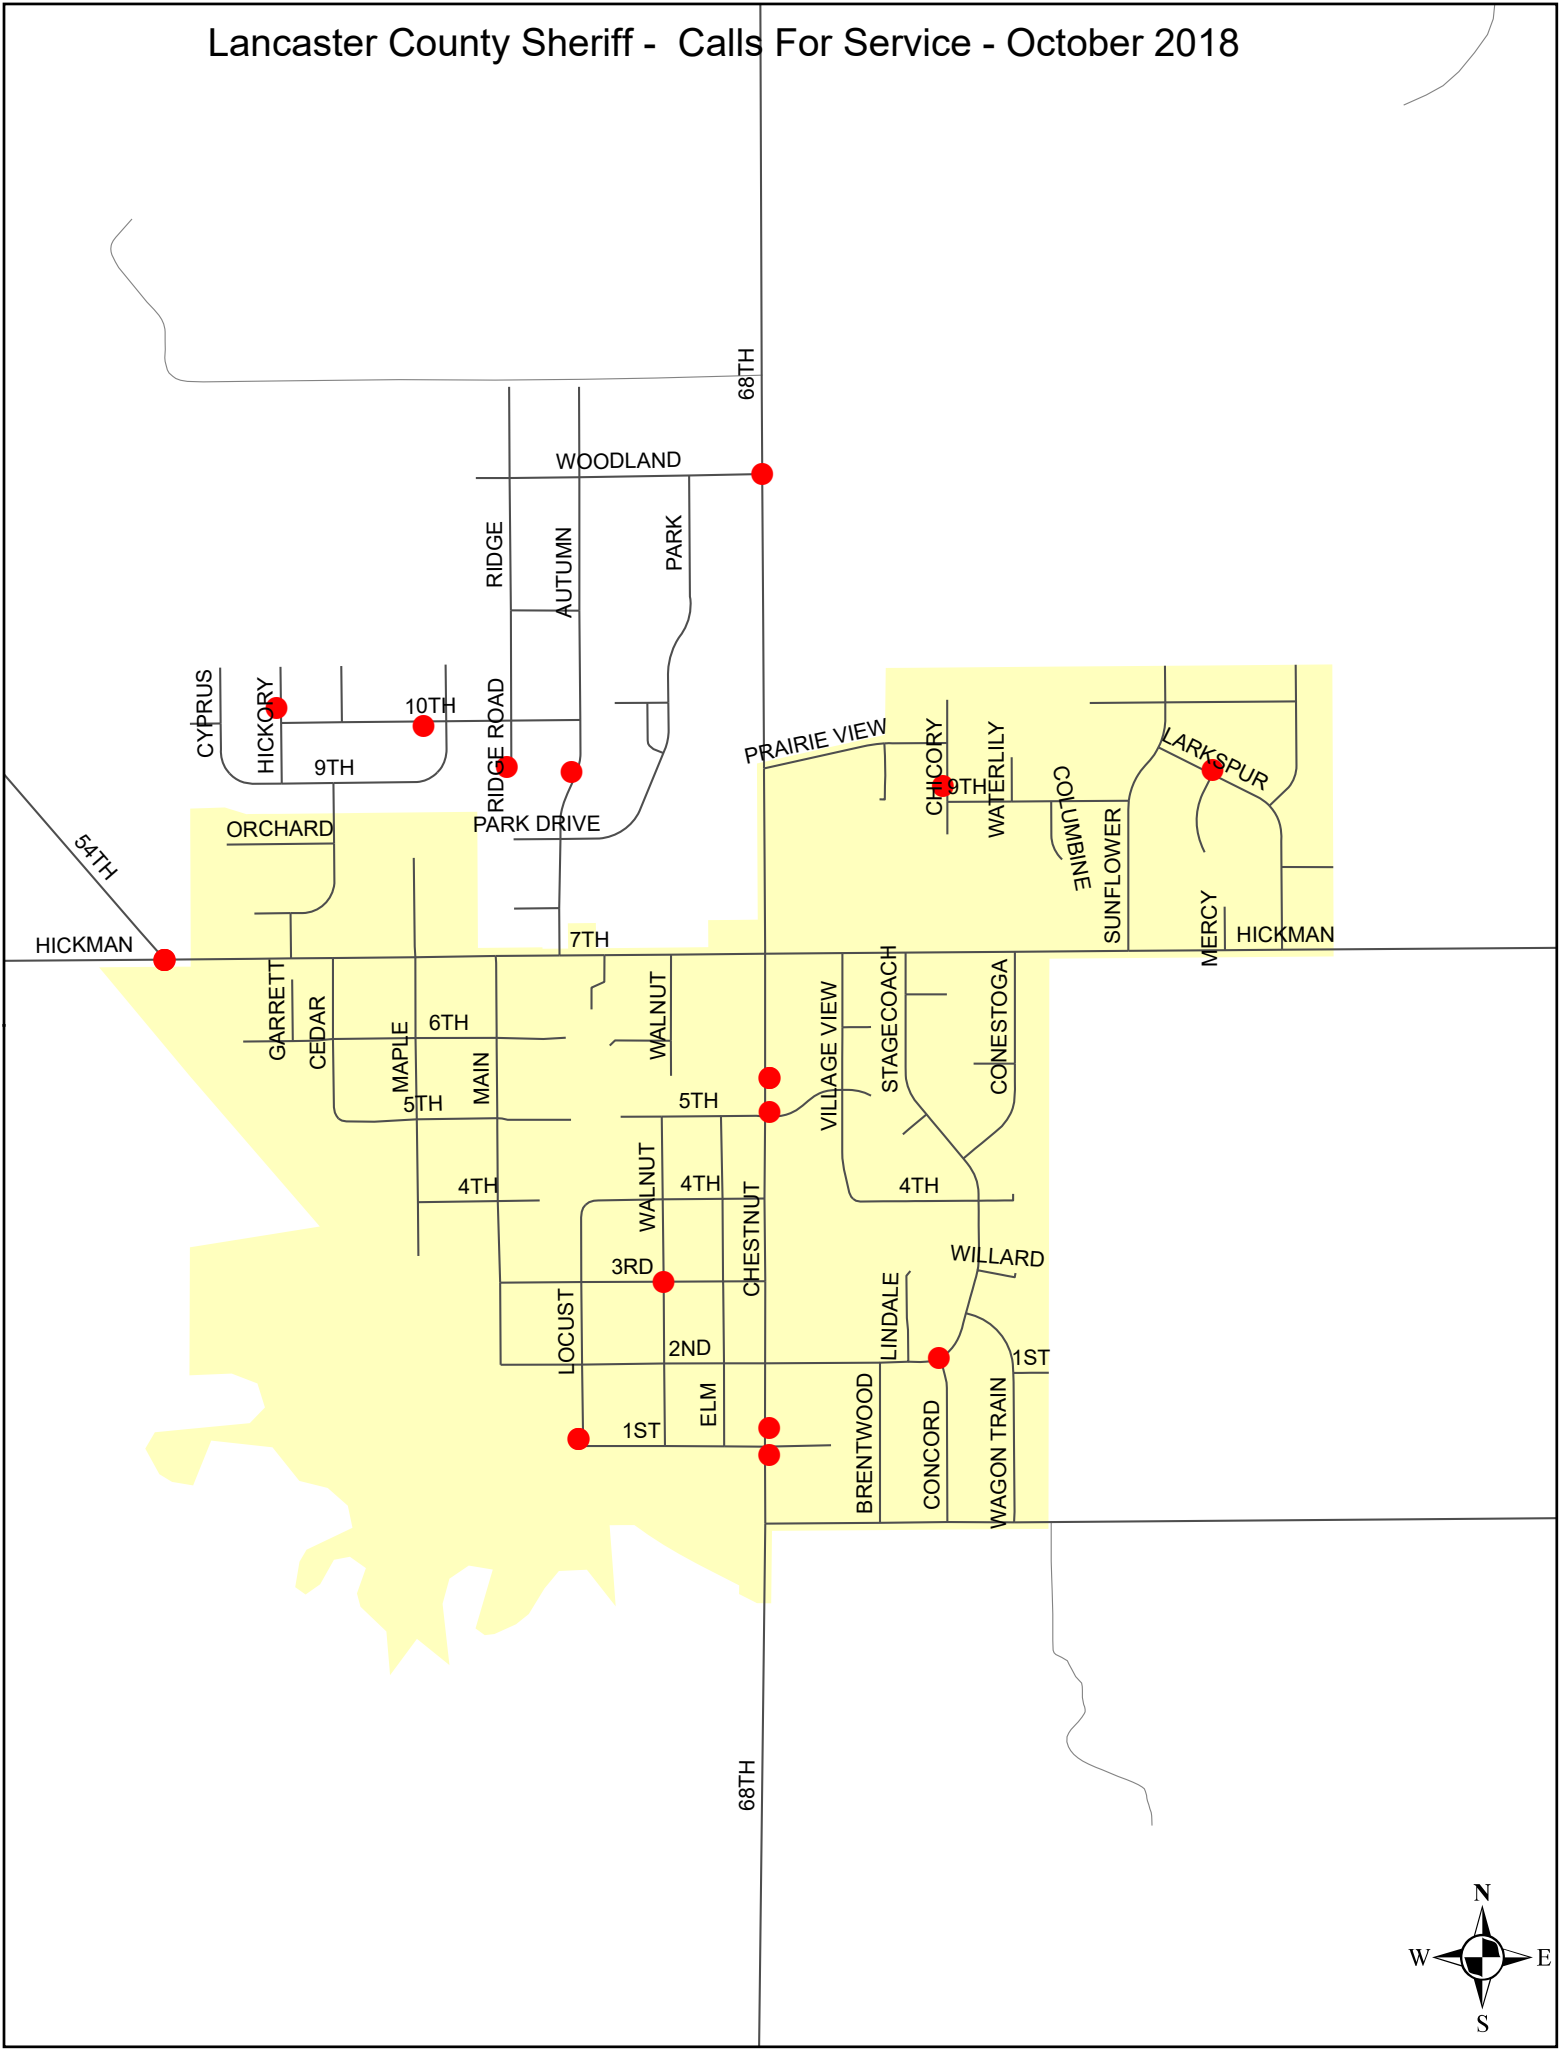 Lancaster County Sheriff - Calls For Service - October 2018
68TH
WOODLAND
RIDGE
AUTUMN
PARK
CYPRUS
HICKORY
10TH
RIDGE ROAD
9TH
PRAIRIE VIEW
CHICORY
WATERLILY
9TH
COLUMBINE
LARKSPUR
ORCHARD
PARK DRIVE
54TH
SUNFLOWER
MERCY
HICKMAN
7TH
HICKMAN
GARRETT
CEDAR
MAPLE
6TH
MAIN
WALNUT
VILLAGE VIEW
STAGECOACH
CONESTOGA
5TH
5TH
4TH
WALNUT
4TH
CHESTNUT
4TH
3RD
WILLARD
LOCUST
LINDALE
2ND
1ST
ELM
1ST
BRENTWOOD
CONCORD
WAGON TRAIN
68TH
N
W
E
S